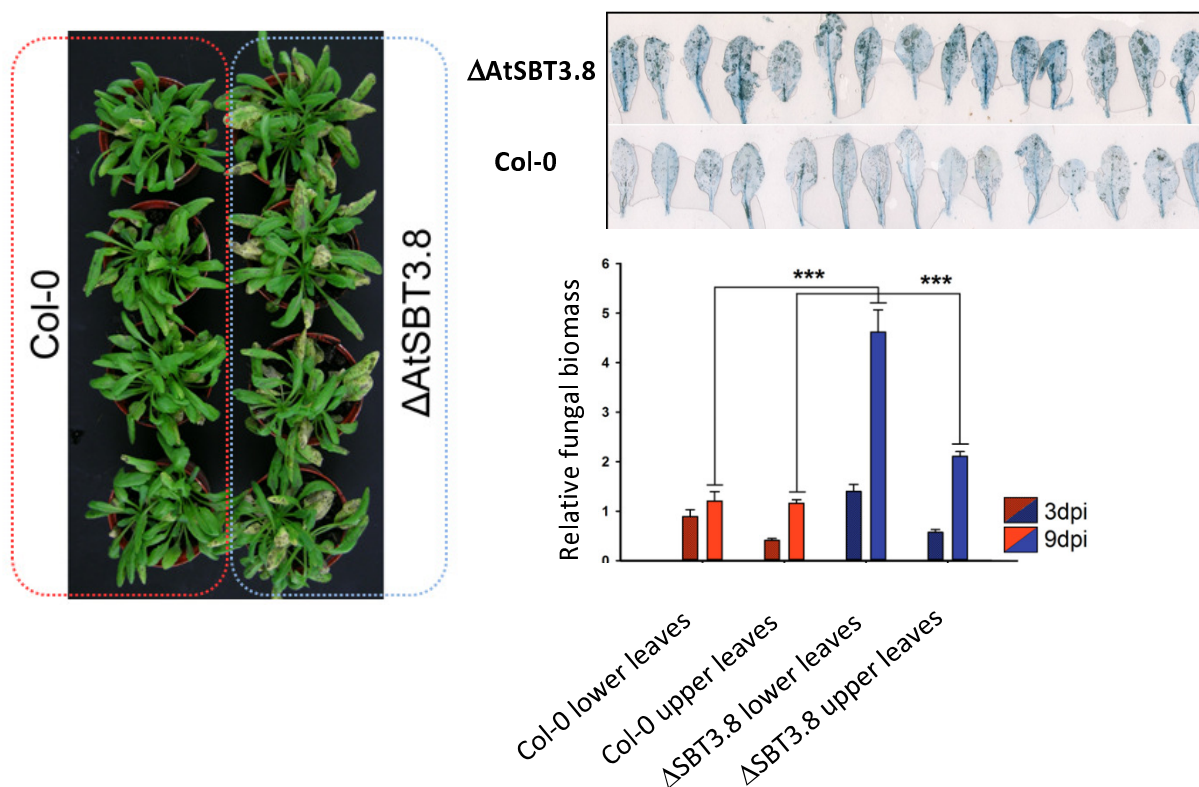 Col-0
ΔAtSBT3.8
ΔAtSBT3.8
Col-0
Relative fungal biomass
6
5
4
3
2
1
0
***
***
3dpi
9dpi
Col-0 lower leaves
Col-0 upper leaves
ΔSBT3.8 lower leaves
ΔSBT3.8 upper leaves